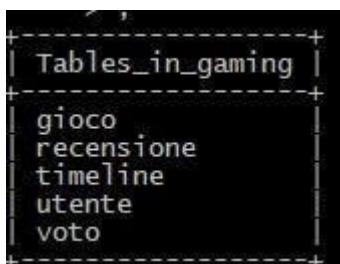 > ;
+-------------------+
| Tables_in_gaming |
+-------------------+
| gioco |
| recensione |
| timeline |
| utente |
| voto |
+-------------------+